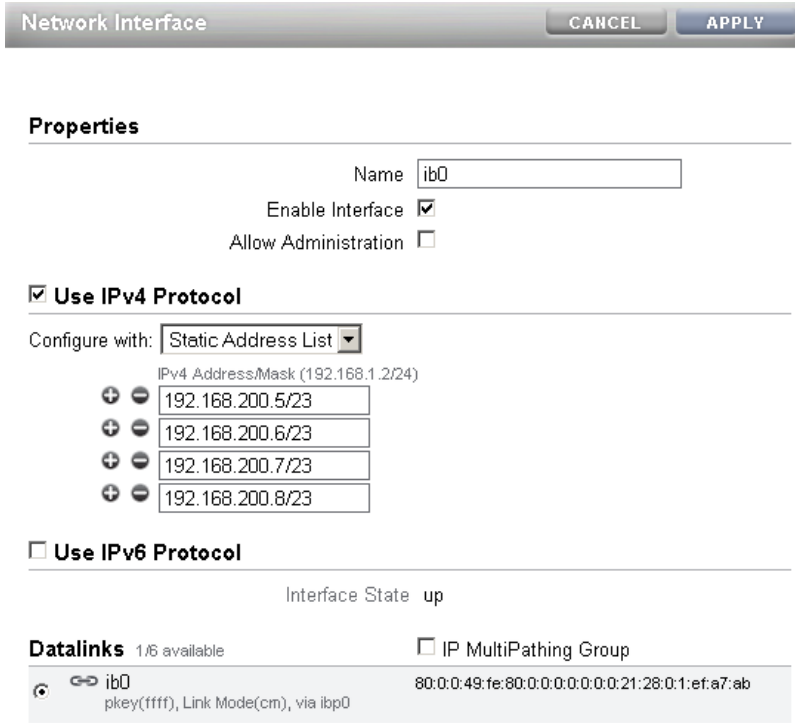 Network Interface CANCEL APPLY
Properties
Name ib0
Enable Interface
Allow Administration
Use IPv4 Protocol
Configure with: Static Address List
IPv4 Address/Mask (192.168.1.2/24)
192.168.200.5/23
192.168.200.6/23
192.168.200.7/23
192.168.200.8/23
Use IPv6 Protocol
Interface State up
Datalinks 1/6 available IP MultiPathing Group
ib0 80:0:0:49:fe:80:0:0:0:0:0:0:0:21:28:0:1:ef:a7:ab
pkey(ffff), Link Mode(cm), via ibp0